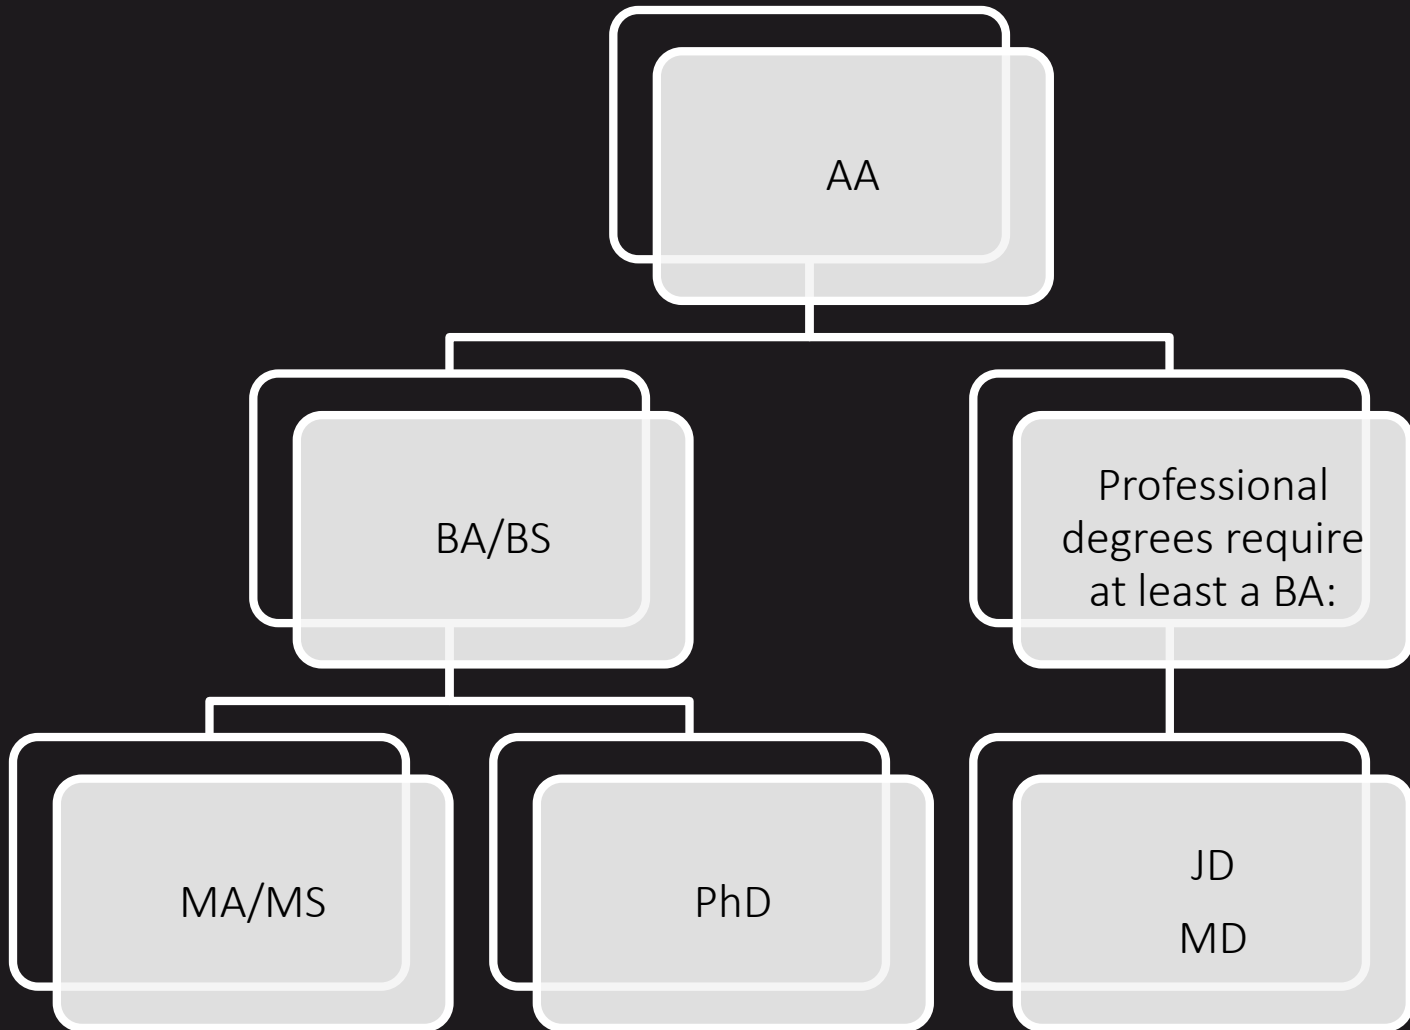 AA
BA/BS
Professional
degrees require
at least a BA:
MA/MS
PhD
JD
MD